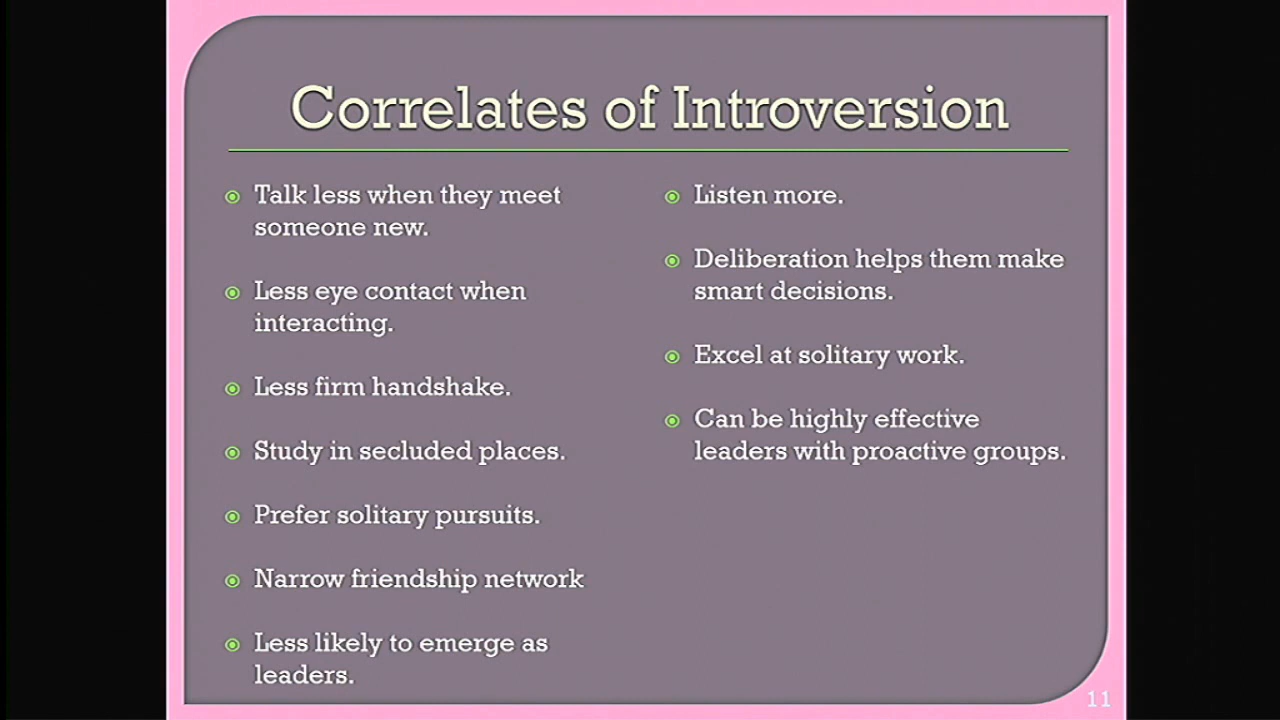 Correlates of Introversion
Talk less when they meet
someone new.
Less eye contact when
interacting.
Less firm handshake.
Study in secluded places.
Prefer solitary pursuits.
Narrow friendship network
Less likely to emerge as
leaders.
Listen more.
Deliberation helps them make
smart decisions.
Excel at solitary work.
Can be highly effective
leaders with proactive groups.
11